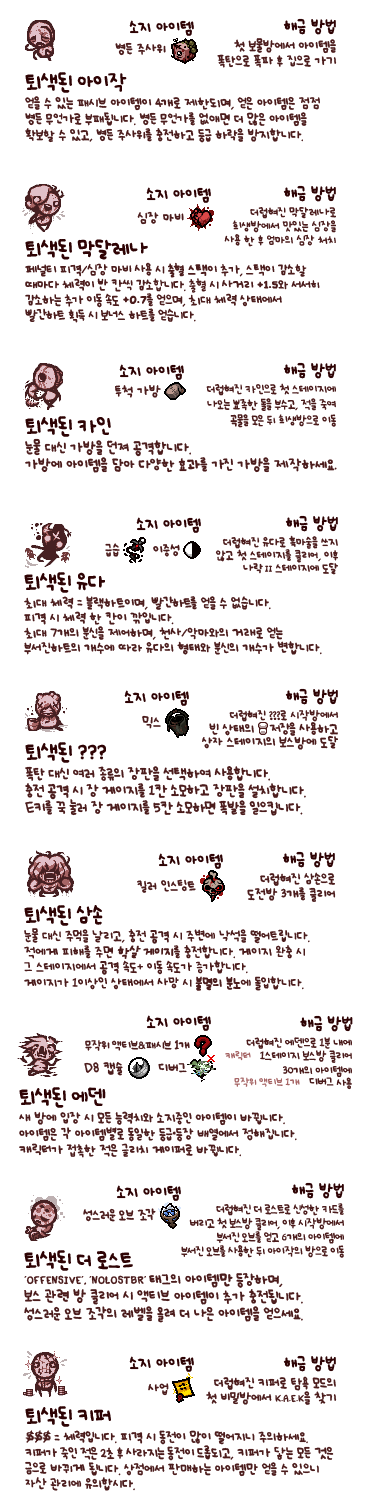 소지 아이템
해금 방법
병든 주사위
첫 보물방에서 아이템을
폭탄으로 폭파 후 집으로 가기
퇴색된 아이작
얻을 수 있는 패시브 아이템이 4개로 제한되며, 얻은 아이템은 점점
병든 무언가로 부패됩니다. 병든 무언가를 없애면 더 많은 아이템을
확보할 수 있고, 병든 주사위를 충전하고 등급 하락을 방지합니다.
소지 아이템
해금 방법
심장 마비
더럽혀진 막달레나로
희생방에서 맛있는 심장을
사용 한 후 엄마의 심장 처치
퇴색된 막달레나
페널티 피격/심장 마비 사용 시 출혈 스택이 추가, 스택이 감소할
때마다 체력이 반 칸씩 감소합니다. 출혈 시 사거리 +1.5와 서서히
감소하는 추가 이동 속도 +0.7를 얻으며, 최대 체력 상태에서
빨간하트 획득 시 보너스 하트를 얻습니다.
소지 아이템
해금 방법
투척 가방
더럽혀진 카인으로 첫 스테이지에
나오는 뾰족한 돌을 부수고, 적을 죽여
곡물을 모은 뒤 희생방으로 이동
퇴색된 카인
눈물 대신 가방을 던져 공격합니다.
가방에 아이템을 담아 다양한 효과를 가진 가방을 제작하세요.
소지 아이템
해금 방법
급습
이중성
더럽혀진 유다로 흑마술을 쓰지
않고 첫 스테이지를 클리어, 이후
나락 II 스테이지에 도달
퇴색된 유다
최대 체력 = 블랙하트이며, 빨간하트를 얻을 수 없습니다.
피격 시 체력 한 칸이 깎입니다.
최대 7개의 분신을 제어하며, 천사/악마와의 거래로 얻는
부서진하트의 개수에 따라 유다의 형태와 분신의 개수가 변합니다.
소지 아이템
해금 방법
믹스
더럽혀진 ???로 시작방에서
빈 상태의 저장을 사용하고
상자 스테이지의 보스방에 도달
퇴색된 ???
폭탄 대신 여러 종류의 장판을 선택하여 사용합니다.
충전 공격 시 장 게이지를 1칸 소모하고 장판을 설치합니다.
E키를 꾹 눌러 장 게이지를 5칸 소모하면 폭발을 일으킵니다.
소지 아이템
해금 방법
킬러 인스팅트
더럽혀진 삼손으로
도전방 3개를 클리어
퇴색된 삼손
눈물 대신 주먹을 날리고, 충전 공격 시 주변에 낙석을 떨어트립니다.
적에게 피해를 주면 학살 게이지를 충전합니다. 게이지 완충 시
그 스테이지에서 공격 속도+ 이동 속도가 증가합니다.
게이지가 1이상인 상태에서 사망 시 불멸의 분노에 돌입합니다.
소지 아이템
해금 방법
무작위 액티브&패시브 1개
D8 캡슐
디버그
더럽혀진 에덴으로 1분 내에
캐릭터 1스테이지 보스방 클리어
30개의 아이템에
무작위 액티브 1개 디버그 사용
퇴색된 에덴
새 방에 입장 시 모든 능력치와 소지중인 아이템이 바뀝니다.
아이템은 각 아이템별로 동일한 등급·등장 배열에서 정해집니다.
캐릭터가 접촉한 적은 글리치 게이퍼로 바뀝니다.
소지 아이템
해금 방법
성스러운 오브 조각
더럽혀진 더 로스트로 신성한 카드를
버리고 첫 보스방 클리어, 이후 시작방에서
부서진 오브를 얻고 6개의 아이템에
부서진 오브를 사용한 뒤 아이작의 방으로 이동
퇴색된 더 로스트
'OFFENSIVE', 'NOLOSTBR' 태그의 아이템만 등장하며,
보스 관련 방 클리어 시 액티브 아이템이 추가 충전됩니다.
성스러운 오브 조각의 레벨을 올려 더 나은 아이템을 얻으세요.
소지 아이템
해금 방법
사업
더럽혀진 키퍼로 탐욕 모드의
첫 비밀방에서 K.A.E.K를 찾기
퇴색된 키퍼
$$$ = 체력입니다. 피격 시 동전이 많이 떨어지니 주의하세요.
키퍼가 죽인 적은 2초 후 사라지는 동전이 드롭되고, 키퍼가 닿는 모든 것은
금으로 바뀌게 됩니다. 상점에서 판매하는 아이템만 얻을 수 있으니
자산 관리에 유의합시다.